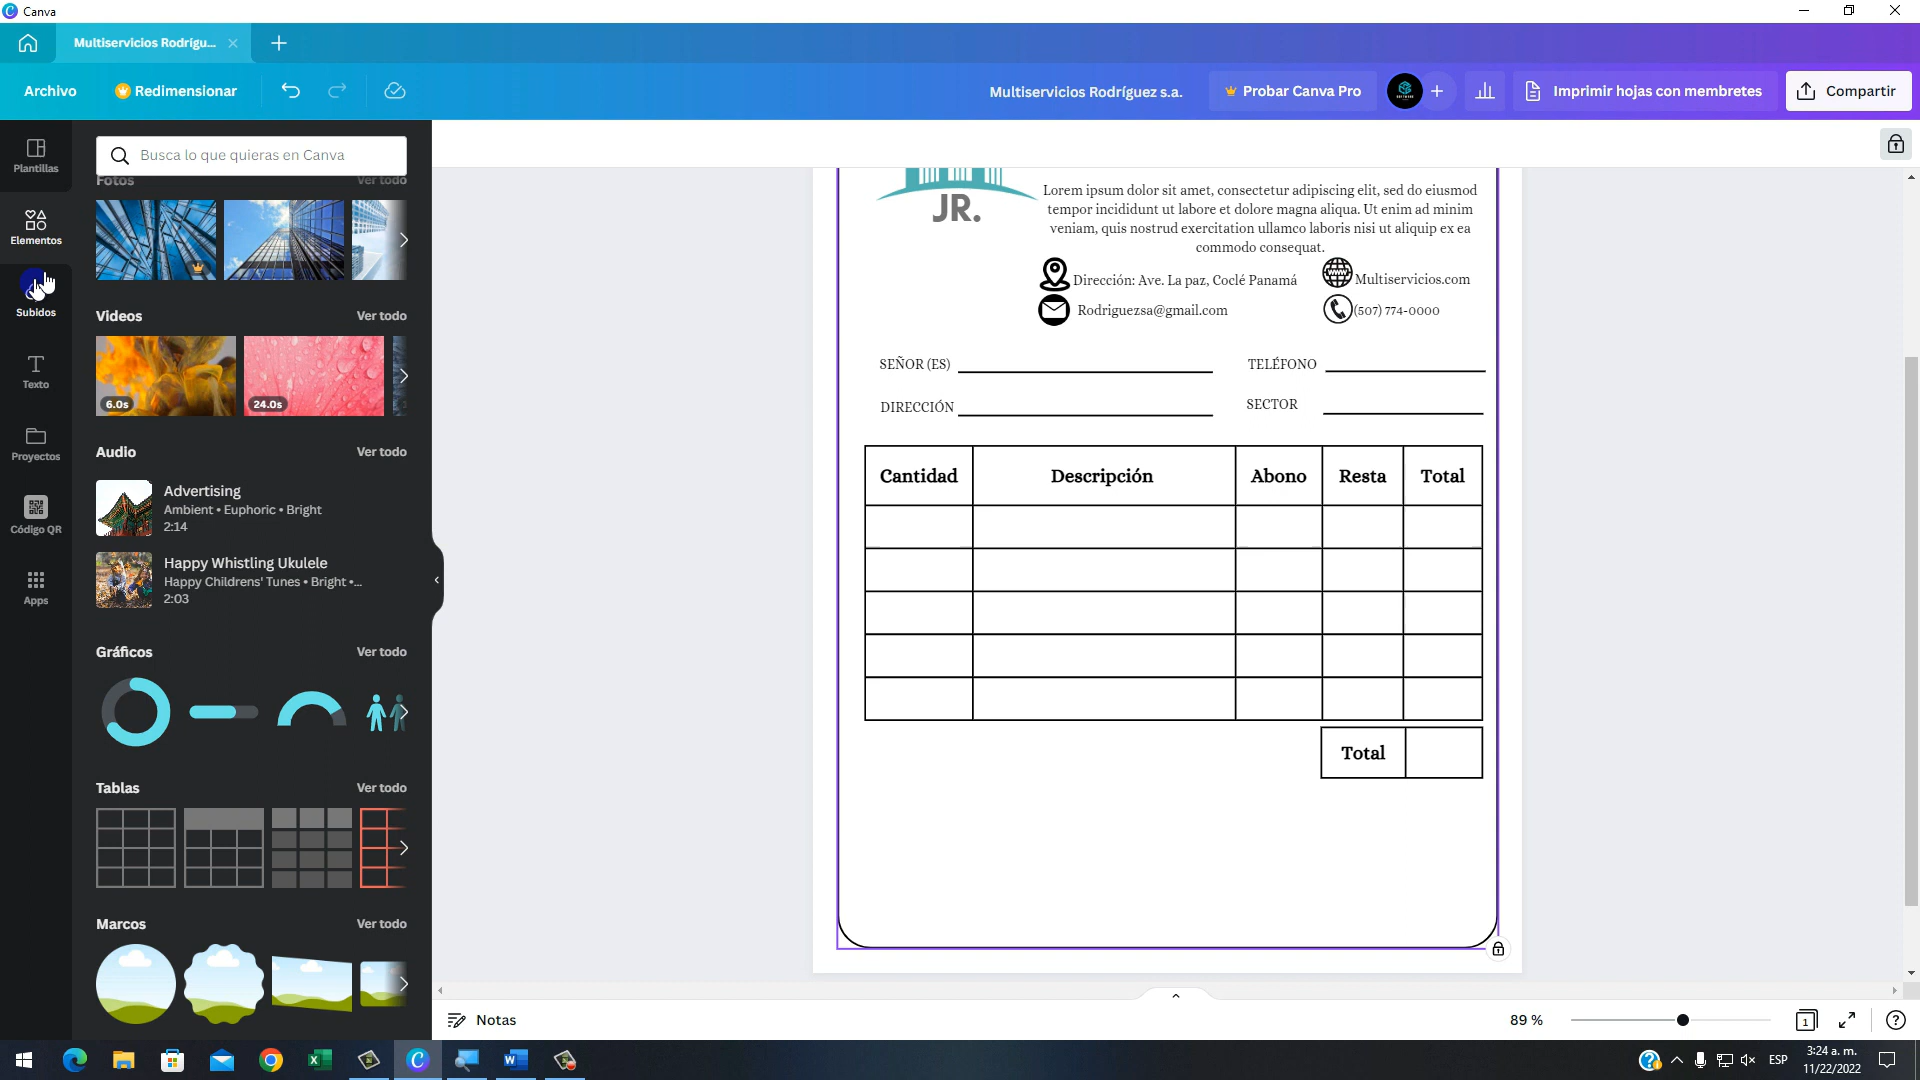 Canva
Multiservicios Rodrígu...
Archivo
Redimensionar
Multiservicios Rodríguez s.a.
Probar Canva Pro
Imprimir hojas con membretes
Compartir
Plantillas
Elementos
Subidos
Texto
Proyectos
Código QR
Apps
Busca lo que quieras en Canva
Fotos Ver todo
Videos Ver todo
6.0s 24.0s
Audio Ver todo
Advertising
Ambient • Euphoric • Bright
2:14
Happy Whistling Ukulele
Happy Childrens' Tunes • Bright •...
2:03
Gráficos Ver todo
Tablas Ver todo
Marcos Ver todo
JR.
Lorem ipsum dolor sit amet, consectetur adipiscing elit, sed do eiusmod
tempor incididunt ut labore et dolore magna aliqua. Ut enim ad minim
veniam, quis nostrud exercitation ullamco laboris nisi ut aliquip ex ea
commodo consequat.
Dirección: Ave. La paz, Coclé Panamá
Multiservicios.com
Rodriguezsa@gmail.com
(507) 774-0000
SEÑOR (ES)
TELÉFONO
DIRECCIÓN
SECTOR
Cantidad Descripción Abono Resta Total
Total
Notas
89 %
1
ESP
3:24 a. m.
11/22/2022